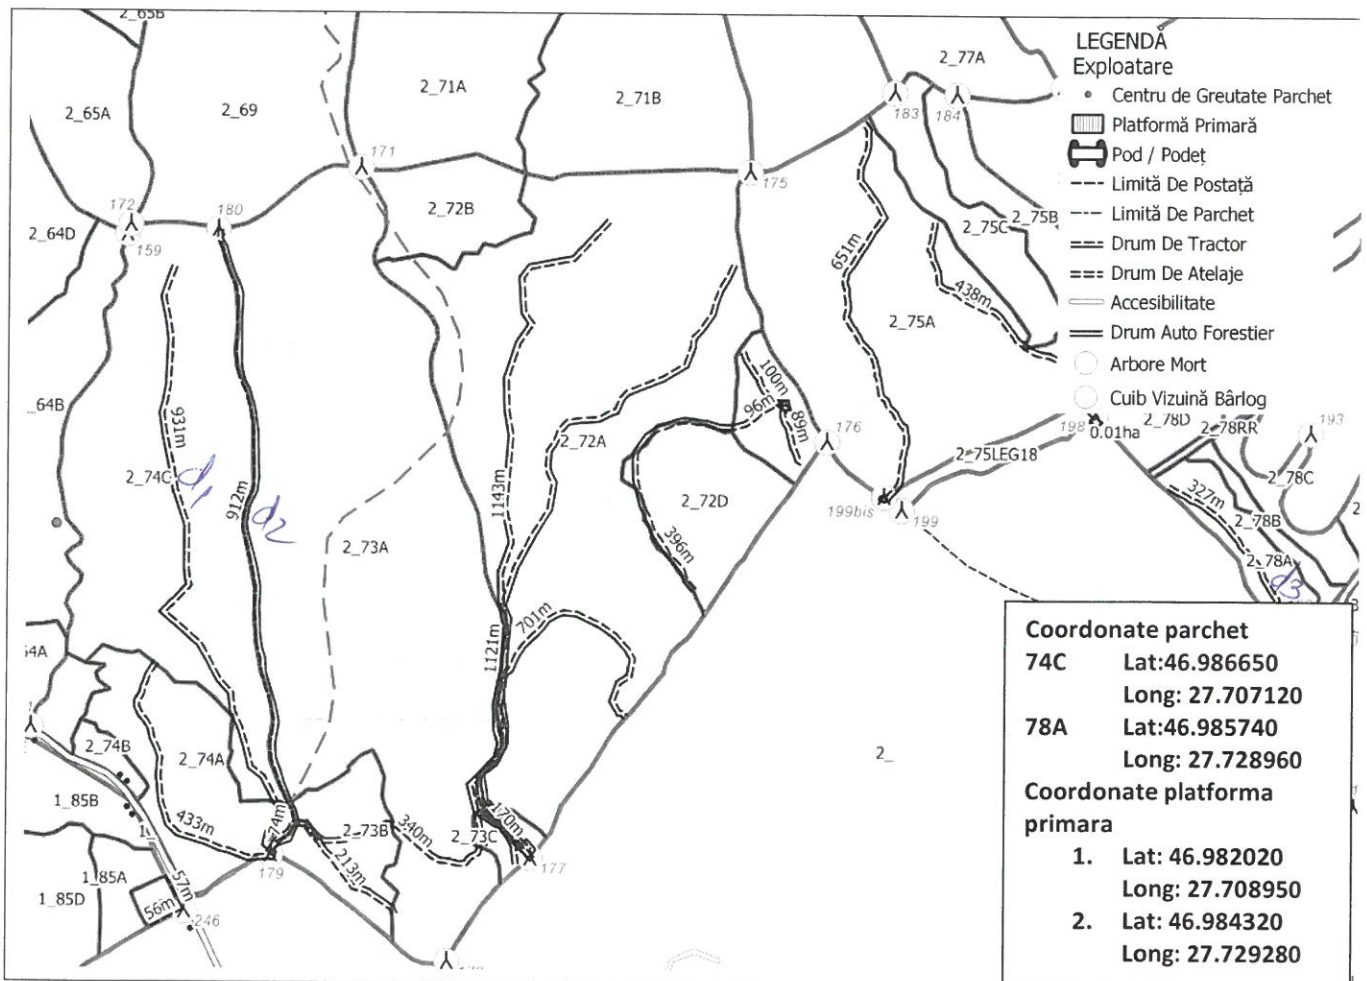 2_65B
2_65A
2_69
2_71A
2_71B
2_77A
183
184
171
175
172
180
159
2_64D
2_72B
2_75C
2_75B
651m
438m
2_75A
_64B
931m
2_74C
d1
912m
d2
2_73A
1143m
2_72A
100m
96m
89m
176
2_72D
396m
2_75LEG18
199bis
199
198
0.01ha
2_78D
2_78RR
193
2_78C
327m
2_78B
2_78A
d3
701m
1121m
2_74B
2_74A
1_85B
433m
74m
2_73B
340m
2_73C
170m
213m
177
179
1_85A
1_85D
57m
56m
246
2_
LEGENDĂ
Exploatare
Centru de Greutate Parchet
Platformă Primară
Pod / Podeț
Limită De Postață
Limită De Parchet
Drum De Tractor
Drum De Atelaje
Accesibilitate
Drum Auto Forestier
Arbore Mort
Cuib Vizuină Bârlog
Coordonate parchet
74C Lat:46.986650
Long: 27.707120
78A Lat:46.985740
Long: 27.728960
Coordonate platforma
primara
1. Lat: 46.982020
Long: 27.708950
2. Lat: 46.984320
Long: 27.729280